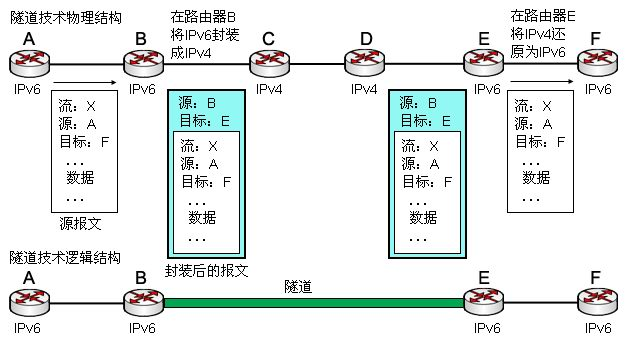 隧道技术物理结构
在路由器B
将IPv6封装
成IPv4
在路由器E
将IPv4还
原为IPv6
A B C D E F
IPv6 IPv6 IPv4 IPv4 IPv6 IPv6
流：X
源：A
目标：F
...
数据
...
源报文
源：B
目标：E
流：X
源：A
目标：F
...
数据
...
封装后的报文
源：B
目标：E
流：X
源：A
目标：F
...
数据
...
流：X
源：A
目标：F
...
数据
...
隧道技术逻辑结构
A B 隧道 E F
IPv6 IPv6 IPv6 IPv6